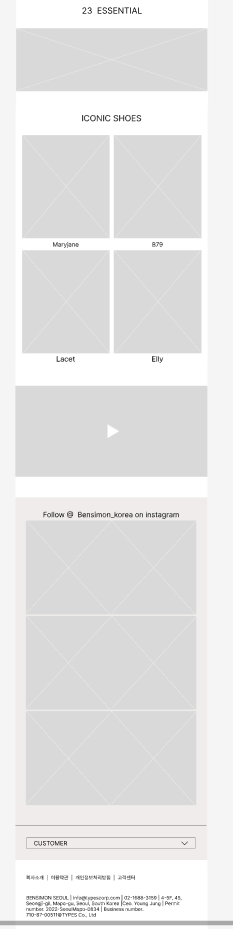 23 ESSENTIAL
ICONIC SHOES
Maryjane
B79
Lacet
Elly
Follow @ Bensimon_korea on instagram
CUSTOMER
회사소개 | 이용약관 | 개인정보처리방침 | 고객센터
BENSIMON SEOUL | info@typeszorp.com | 02-1688-3159 | 4-5F, 45,
Seongji-gil, Mapo-gu, Seoul, South Korea |Ceo. Young Jung | Permit
number. 2022-SeoulMapo-0834 | Business number.
710-87-00511©TYPES Co., Ltd